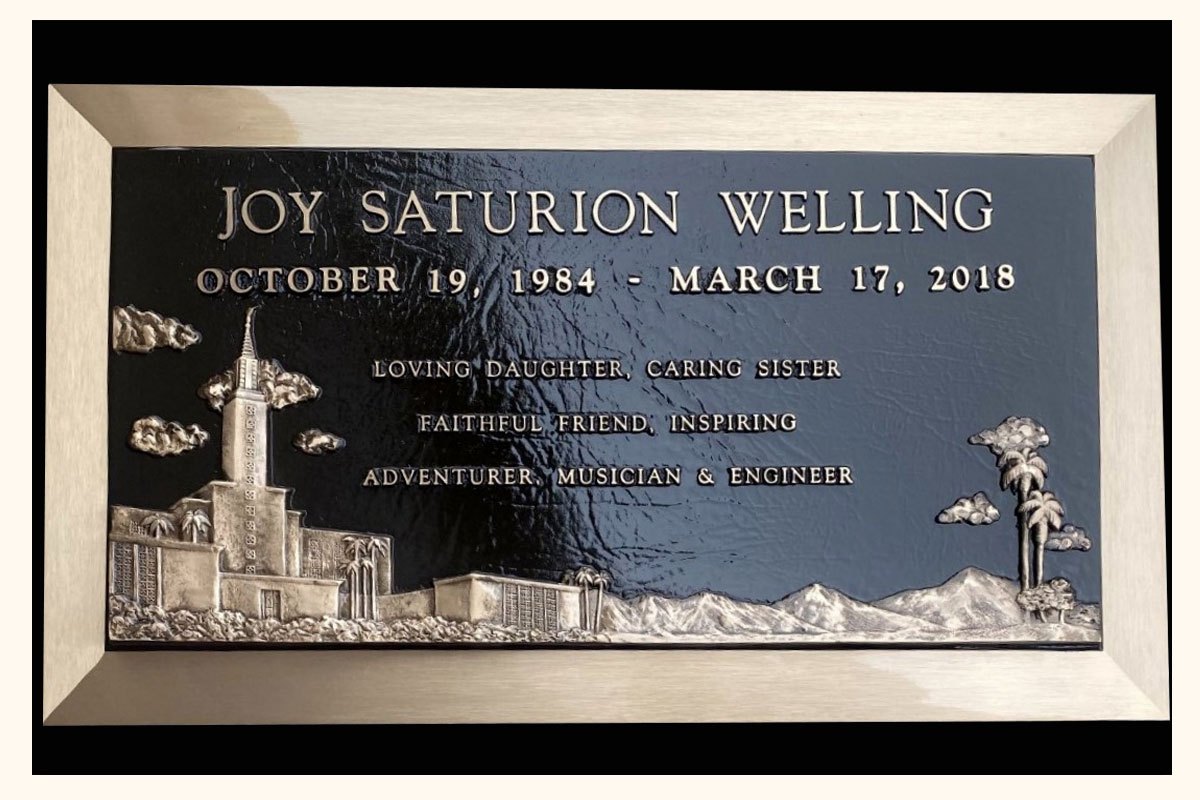 JOY SATURION WELLING
OCTOBER 19, 1984 - MARCH 17, 2018
LOVING DAUGHTER, CARING SISTER
FAITHFUL FRIEND, INSPIRING
ADVENTURER, MUSICIAN & ENGINEER